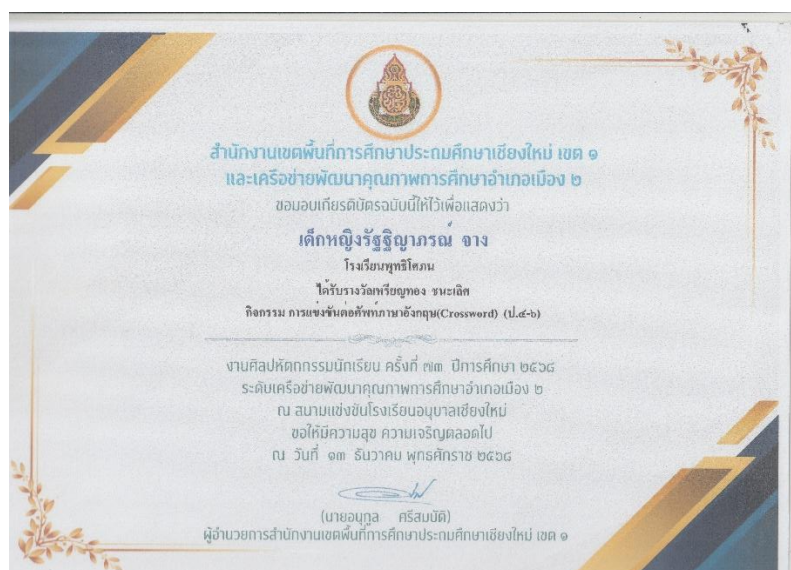 สำนักงานเขตพื้นที่การศึกษาประถมศึกษาเชียงใหม่ เขต ๑
และเครือข่ายพัฒนาคุณภาพการศึกษาอำเภอเมือง ๒
ขอมอบเกียรติบัตรฉบับนี้ให้ไว้เพื่อแสดงว่า
เด็กหญิงรัฐฐิญาภรณ์ จาง
โรงเรียนพุทธิโศภน
ได้รับรางวัลเหรียญทอง ชนะเลิศ
กิจกรรม การแข่งขันต่อศัพท์ภาษาอังกฤษ(Crossword) (ป.๔-๖)
งานศิลปหัตถกรรมนักเรียน ครั้งที่ ๗๓ ปีการศึกษา ๒๕๖๘
ระดับเครือข่ายพัฒนาคุณภาพการศึกษาอำเภอเมือง ๒
ณ สนามแข่งขันโรงเรียนอนุบาลเชียงใหม่
ขอให้มีความสุข ความเจริญตลอดไป
ณ วันที่ ๑๓ ธันวาคม พุทธศักราช ๒๕๖๘
(นายอนุกูล ศรีสมบัติ)
ผู้อำนวยการสำนักงานเขตพื้นที่การศึกษาประถมศึกษาเชียงใหม่ เขต ๑